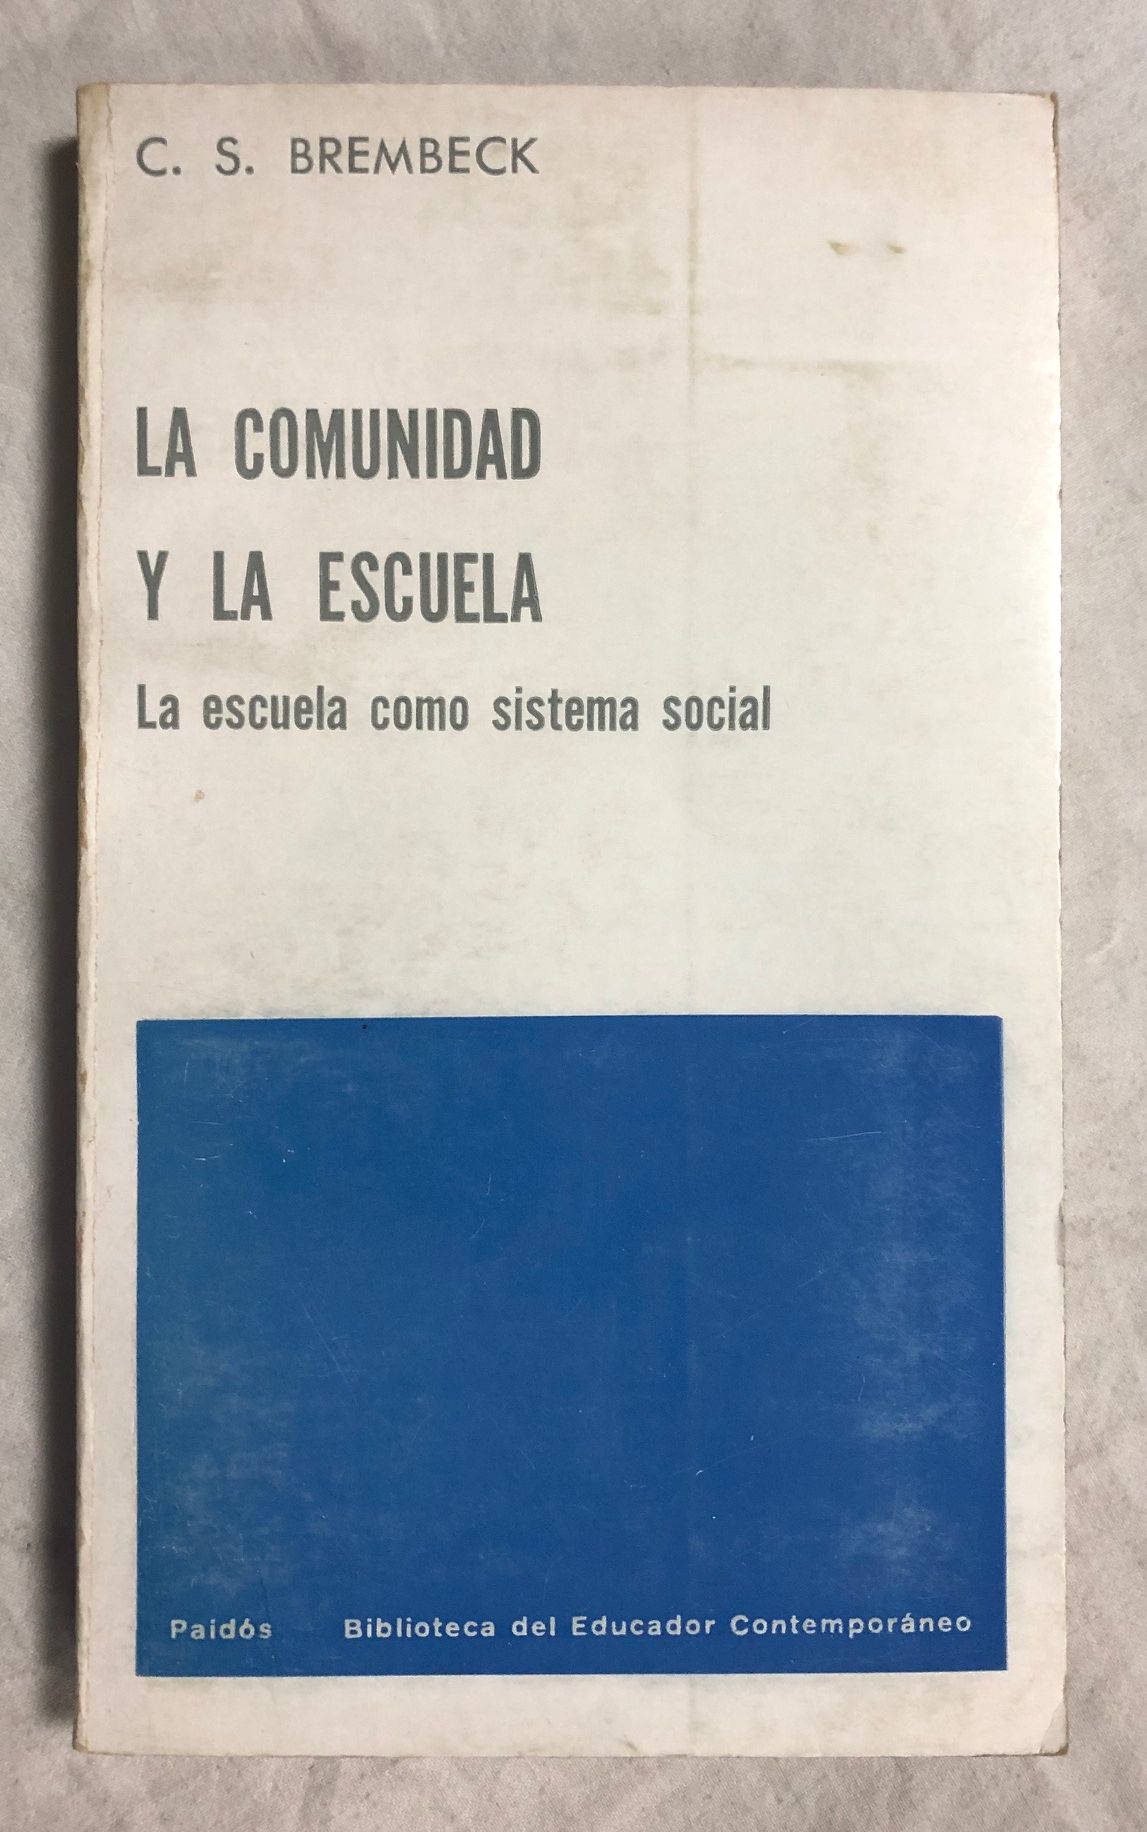 C. S. BREMBECK
LA COMUNIDAD
Y LA ESCUELA
La escuela como sistema social
Paidós Biblioteca del Educador Contemporáneo